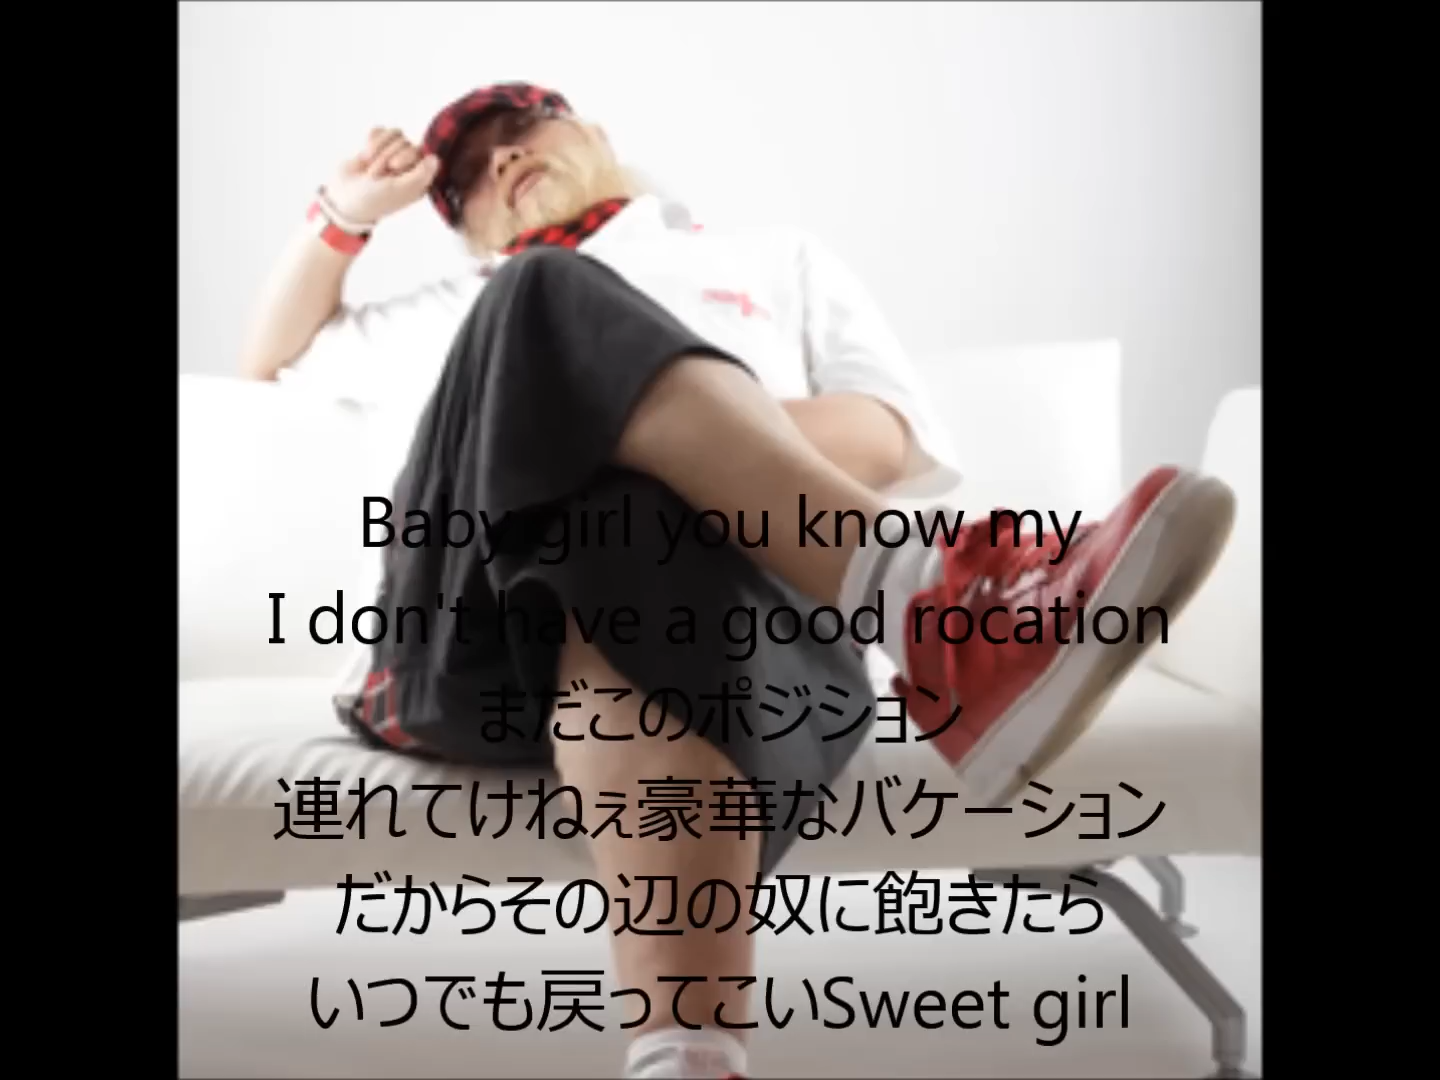 Baby girl you know my
I don't have a good rocation
まだこのポジション
連れてけねぇ豪華なバケーション
だからその辺の奴に飽きたら
いつでも戻ってこいSweet girl